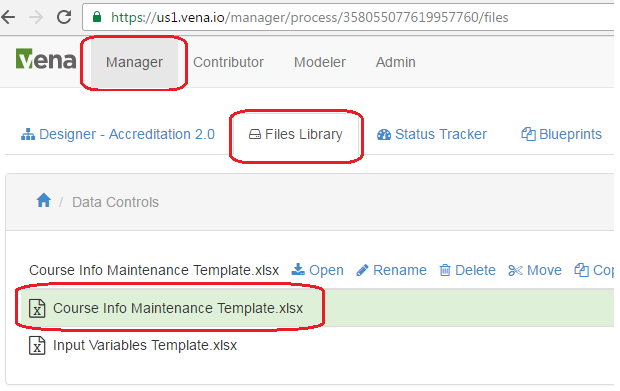 https://us1.vena.io/manager/process/358055077619957760/files
vena Manager Contributor Modeler Admin
Designer - Accreditation 2.0 Files Library Status Tracker Blueprints
/ Data Controls
Course Info Maintenance Template.xlsx Open Rename Delete Move Cop
Course Info Maintenance Template.xlsx
Input Variables Template.xlsx